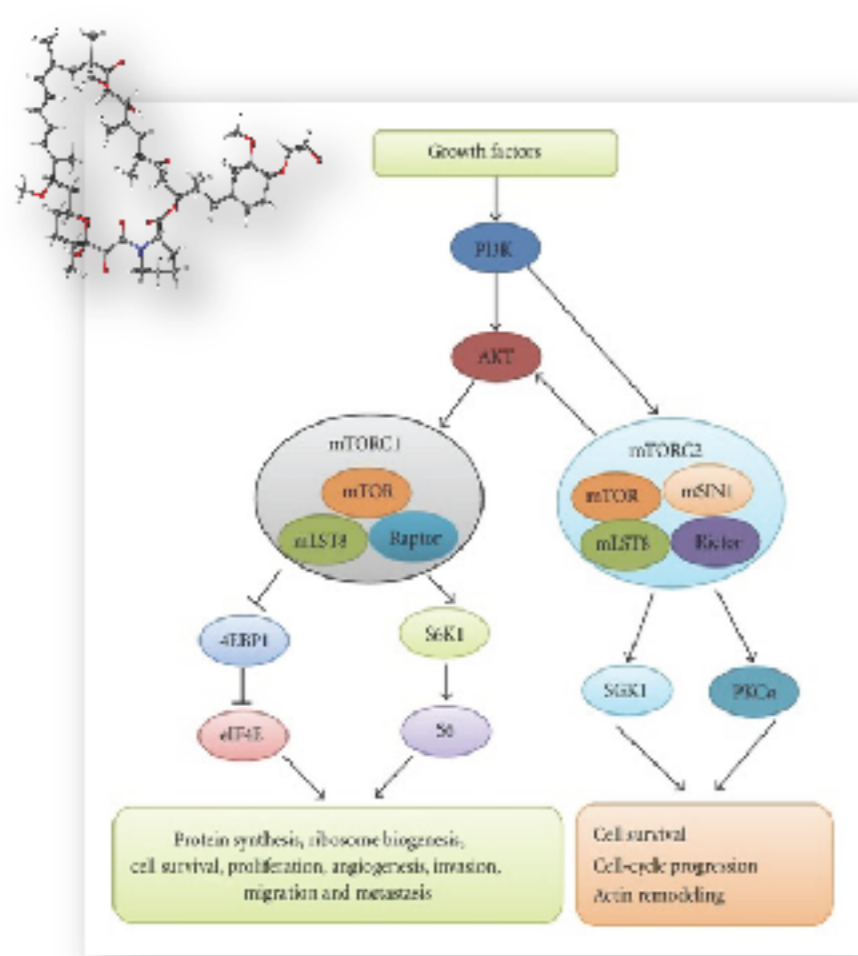 Growth factors
PI3K
AKT
mTORC1
mTOR
mLST8
Raptor
mTORC2
mTOR
mSIN1
mLST8
Rictor
4EBP1
S6K1
SGK1
PKCα
eIF4E
S6
Protein synthesis, ribosome biogenesis,
cell survival, proliferation, angiogenesis, invasion,
migration and metastasis
Cell survival
Cell-cycle progression
Actin remodeling